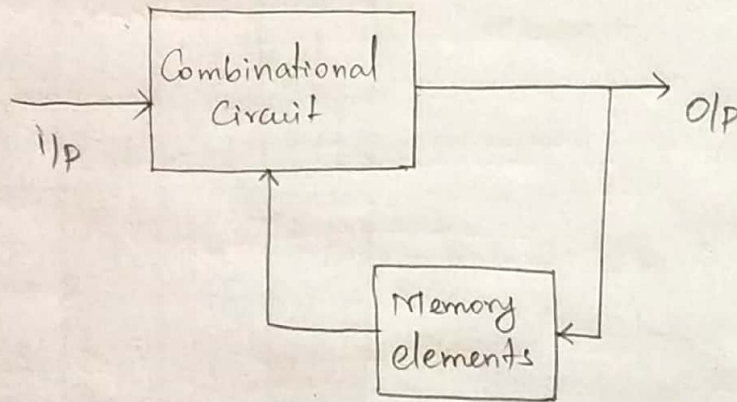 Combinational
Circuit
i/p
O/p
Memory
elements